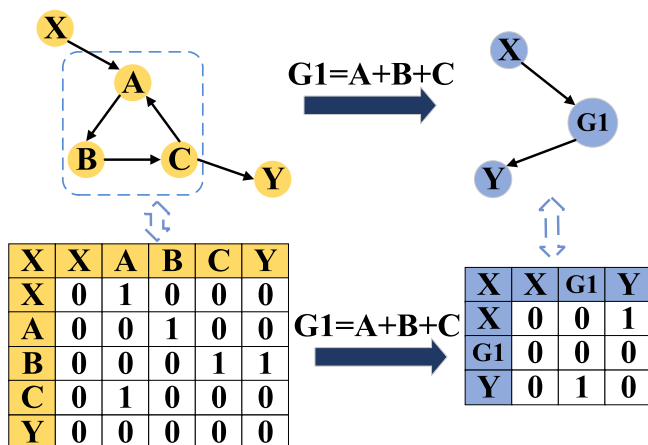 X
A
B C
Y
G1=A+B+C
X
G1
Y
X X A B C Y
X 0 1 0 0 0
A 0 0 1 0 0
B 0 0 0 1 1
C 0 1 0 0 0
Y 0 0 0 0 0
G1=A+B+C
X X G1 Y
X 0 0 1
G1 0 0 0
Y 0 1 0